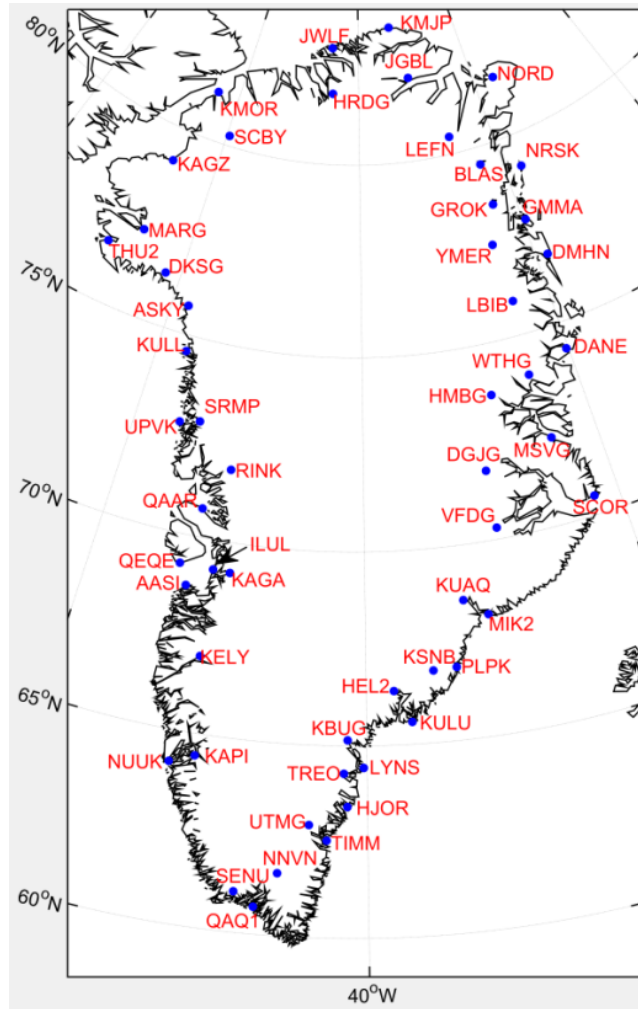 80°N
KMJP
JWLF
JGBL
NORD
KMOR
HRDG
SCBY
LEFN
NRSK
KAGZ
BLAS
GROK
GMMA
MARG
THU2
YMER
DMHN
DKSG
75°N
ASKY
LBIB
KULL
DANE
WTHG
HMBG
SRMP
UPVK
MSVG
DGJG
RINK
70°N
QAAR
SCOR
VFDG
ILUL
QEQE
KAGA
AASI
KUAQ
MIK2
KELY
KSNB
PLPK
HEL2
65°N
KULU
KBUG
NUUK
KAPI
LYNS
TREO
HJOR
UTMG
TIMM
NNVN
SENU
60°N
QAQ1
40°W